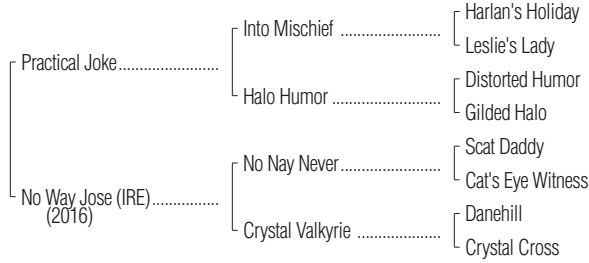 Harlan's Holiday
Into Mischief ........................
Leslie's Lady
Practical Joke ........................
Distorted Humor
Halo Humor ..........................
Gilded Halo
Scat Daddy
No Nay Never ........................
Cat's Eye Witness
No Way Jose (IRE) ................
(2016)
Danehill
Crystal Valkyrie ....................
Crystal Cross